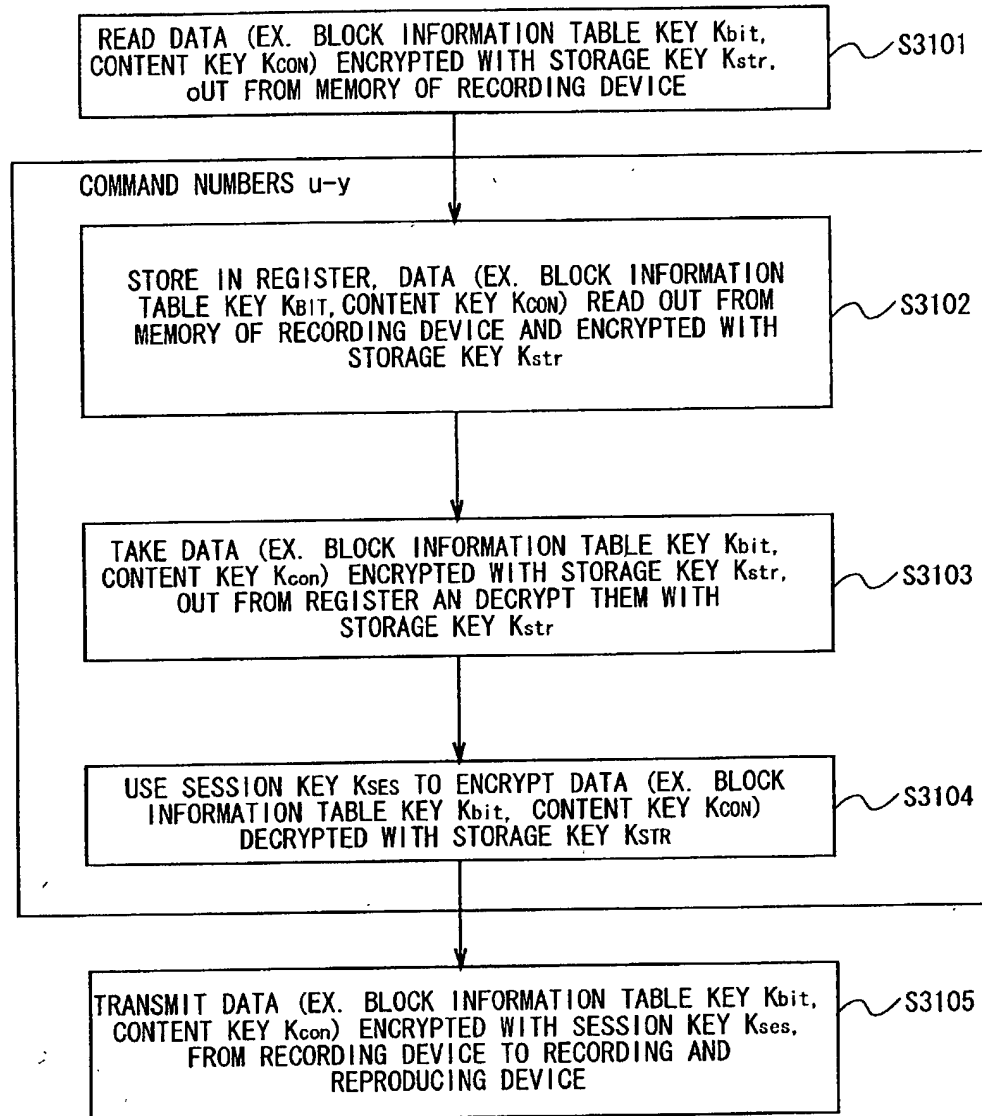 READ DATA (EX. BLOCK INFORMATION TABLE KEY Kbit,
CONTENT KEY KCON) ENCRYPTED WITH STORAGE KEY Kstr,
oUT FROM MEMORY OF RECORDING DEVICE
S3101
COMMAND NUMBERS u-y
STORE IN REGISTER, DATA (EX. BLOCK INFORMATION
TABLE KEY KBIT, CONTENT KEY KCON) READ OUT FROM
MEMORY OF RECORDING DEVICE AND ENCRYPTED WITH
STORAGE KEY Kstr
S3102
TAKE DATA (EX. BLOCK INFORMATION TABLE KEY Kbit,
CONTENT KEY Kcon) ENCRYPTED WITH STORAGE KEY Kstr,
OUT FROM REGISTER AN DECRYPT THEM WITH
STORAGE KEY Kstr
S3103
USE SESSION KEY KSES TO ENCRYPT DATA (EX. BLOCK
INFORMATION TABLE KEY Kbit, CONTENT KEY KCON)
DECRYPTED WITH STORAGE KEY KSTR
S3104
TRANSMIT DATA (EX. BLOCK INFORMATION TABLE KEY Kbit,
CONTENT KEY Kcon) ENCRYPTED WITH SESSION KEY Kses,
FROM RECORDING DEVICE TO RECORDING AND
REPRODUCING DEVICE
S3105